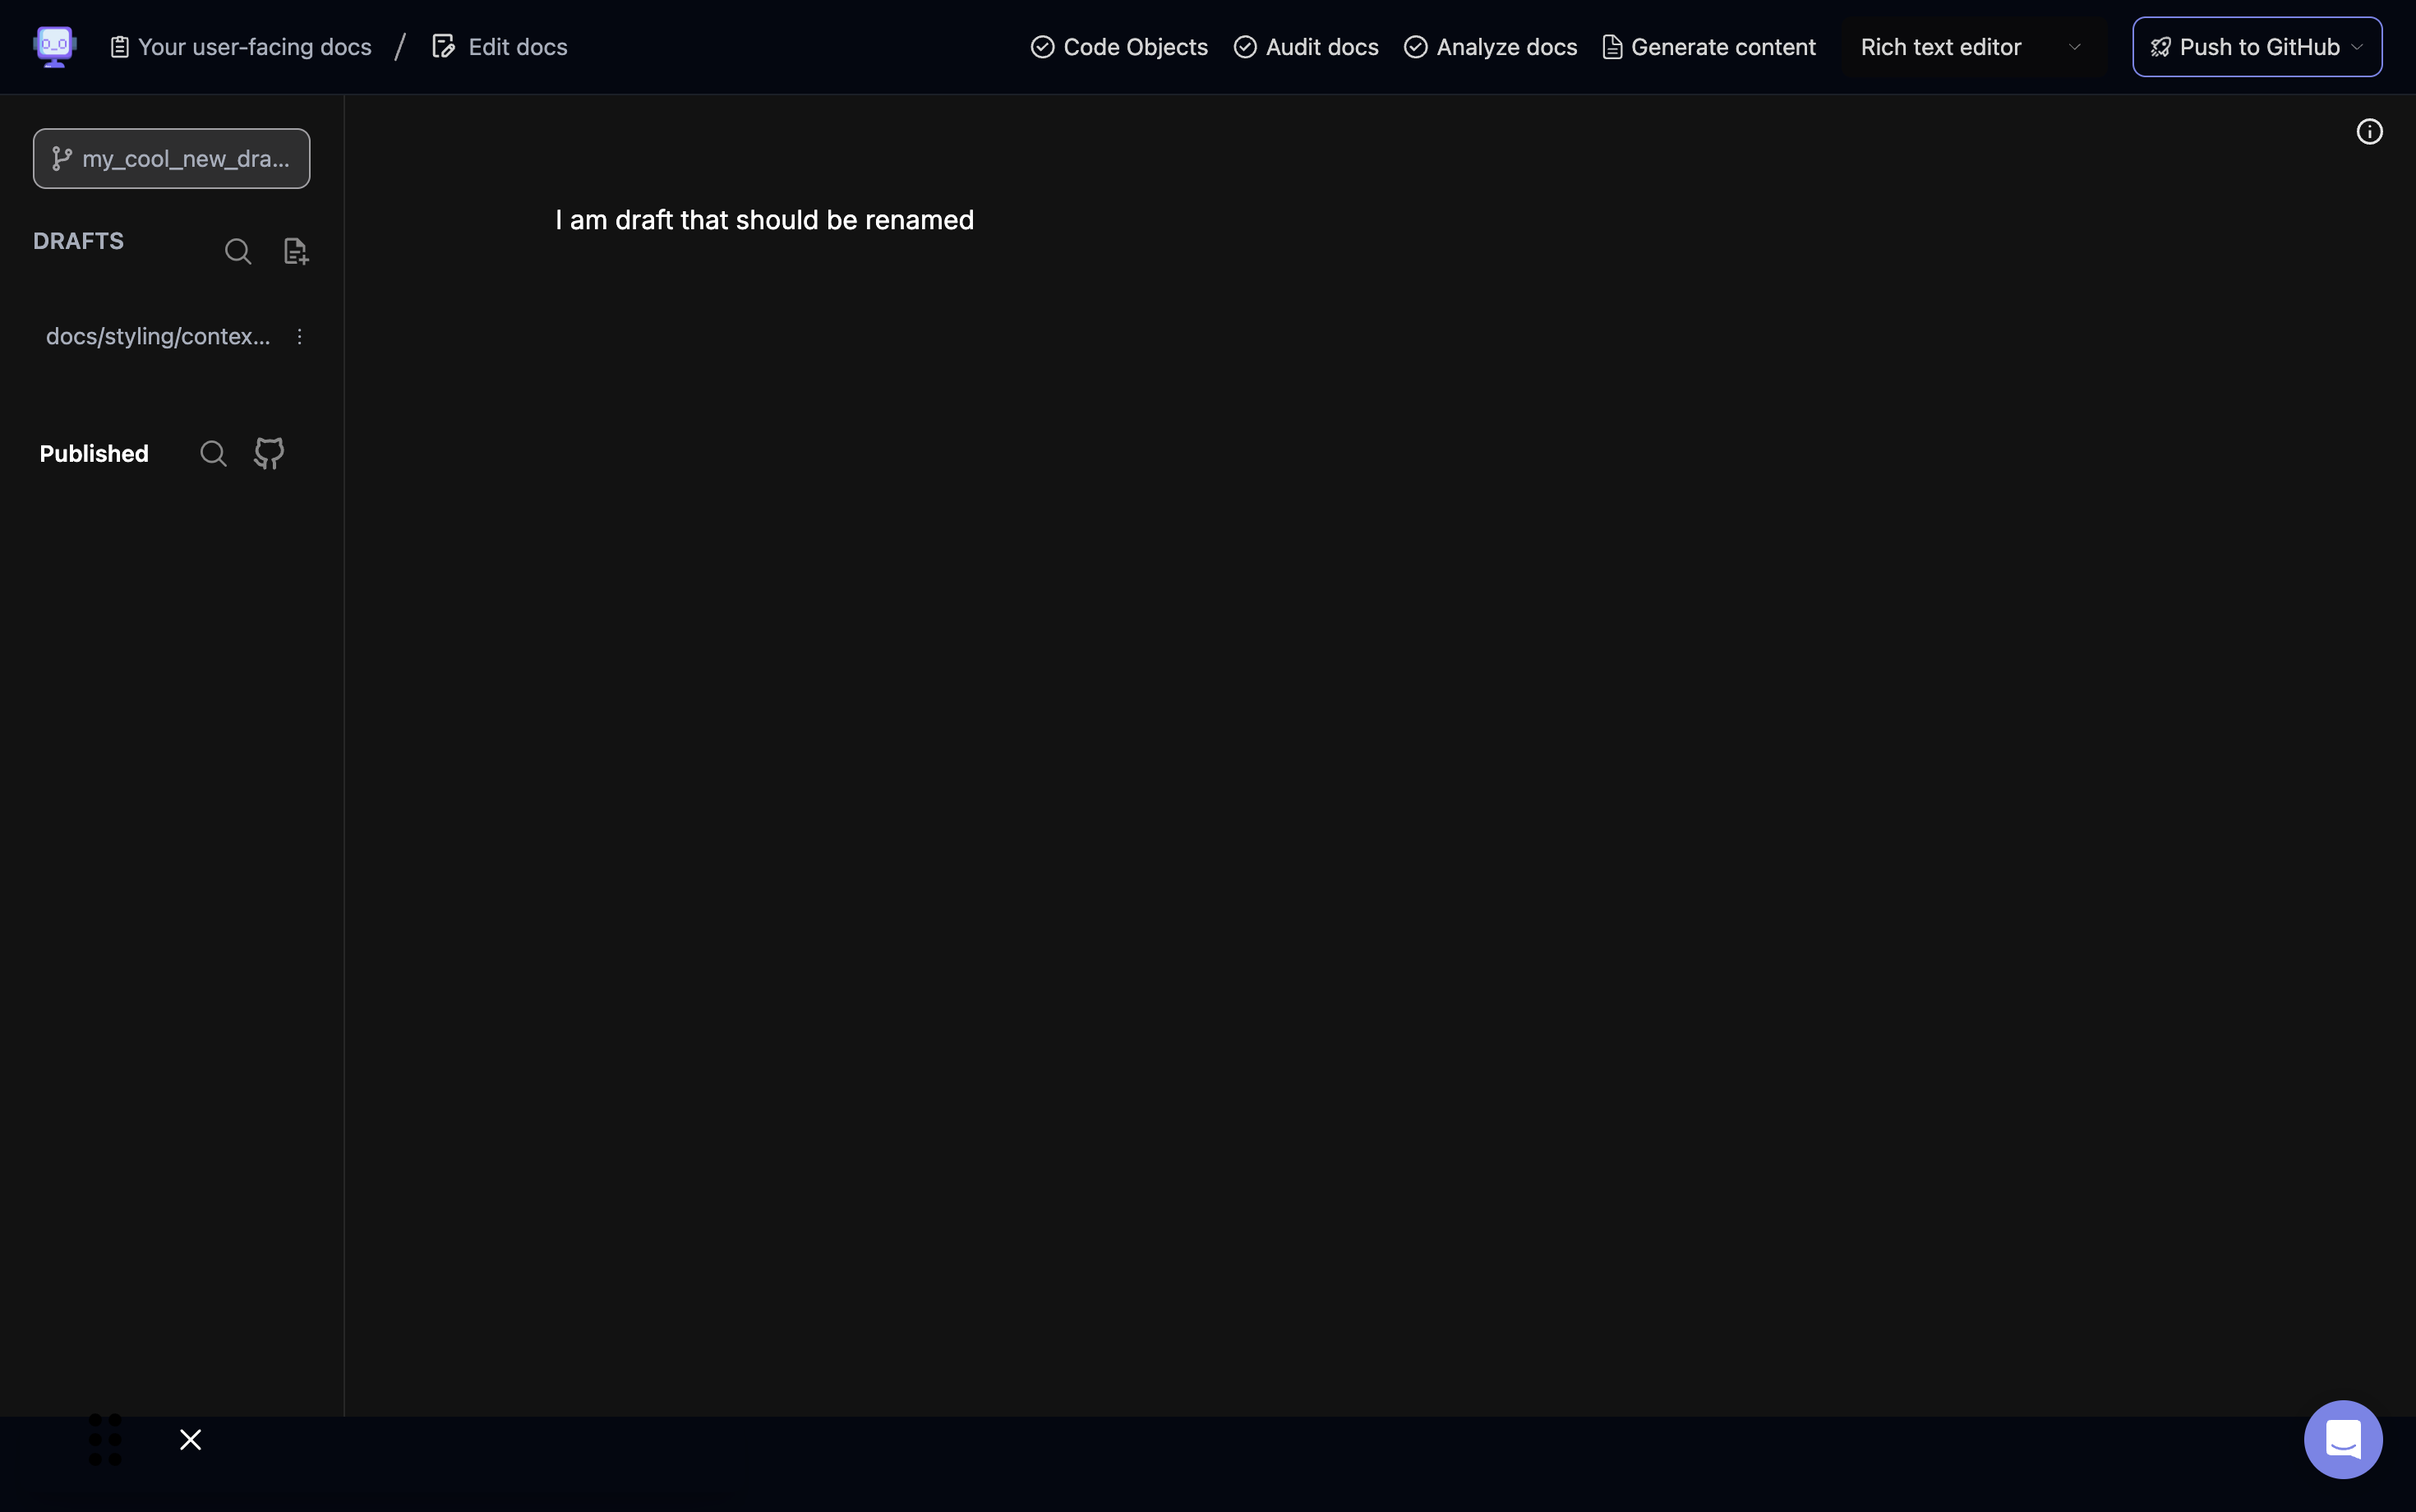 Your user-facing docs / Edit docs
Code Objects Audit docs Analyze docs Generate content Rich text editor Push to GitHub
my_cool_new_dra...
DRAFTS
docs/styling/contex...
Published
I am draft that should be renamed